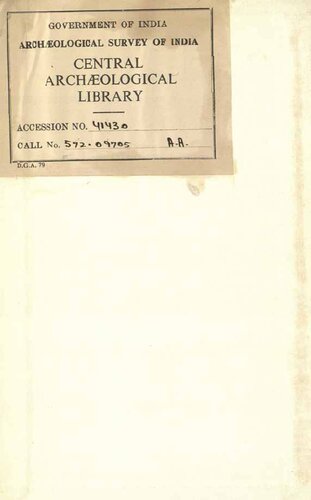 GOVERNMENT OF INDIA
ARCHÆOLOGICAL SURVEY OF INDIA
CENTRAL
ARCHÆOLOGICAL
LIBRARY
ACCESSION NO. 41430
CALL No. 572.09705 A.A.
D.G.A. 79